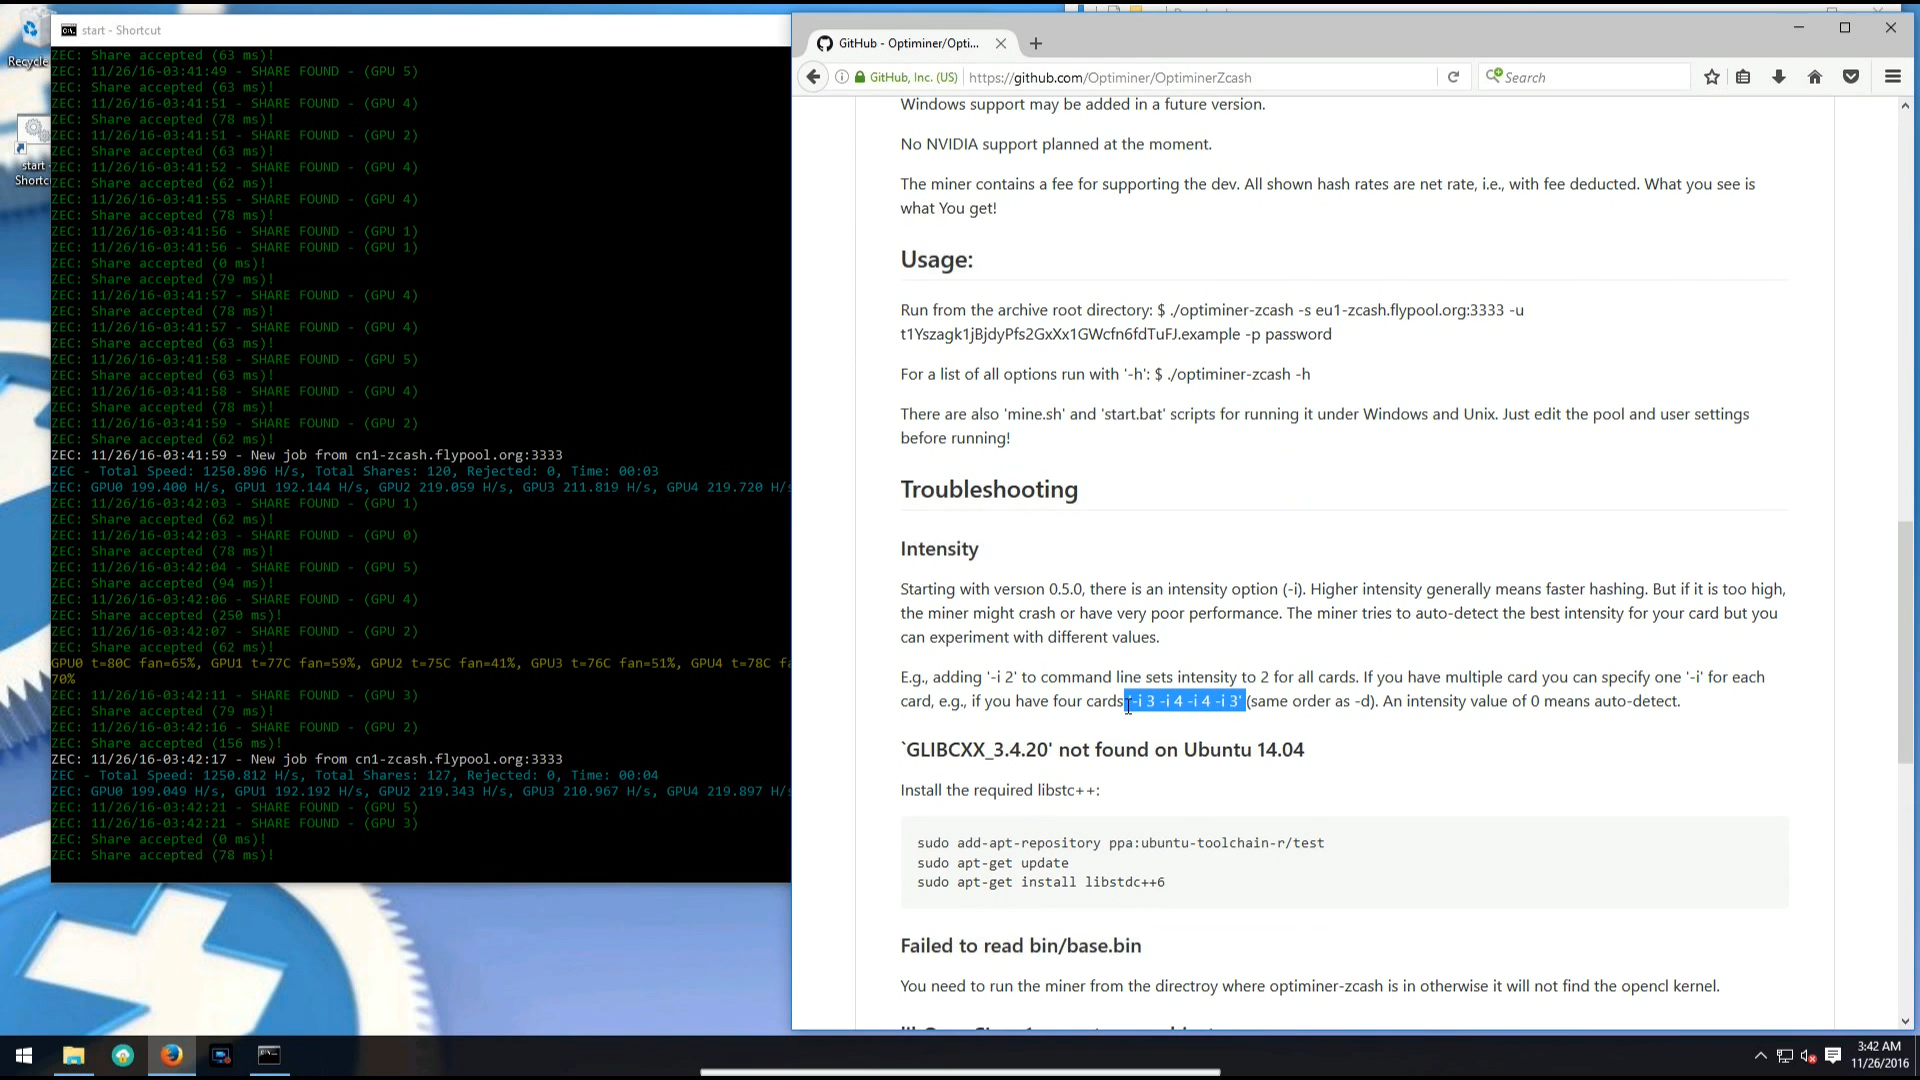 Recycle
start
Shortc
start - Shortcut
ZEC: Share accepted (63 ms)!
ZEC: 11/26/16-03:41:49 - SHARE FOUND - (GPU 5)
ZEC: Share accepted (63 ms)!
ZEC: 11/26/16-03:41:51 - SHARE FOUND - (GPU 4)
ZEC: Share accepted (78 ms)!
ZEC: 11/26/16-03:41:51 - SHARE FOUND - (GPU 2)
ZEC: Share accepted (63 ms)!
ZEC: 11/26/16-03:41:52 - SHARE FOUND - (GPU 4)
ZEC: Share accepted (62 ms)!
ZEC: 11/26/16-03:41:55 - SHARE FOUND - (GPU 4)
ZEC: Share accepted (78 ms)!
ZEC: 11/26/16-03:41:56 - SHARE FOUND - (GPU 1)
ZEC: 11/26/16-03:41:56 - SHARE FOUND - (GPU 1)
ZEC: Share accepted (0 ms)!
ZEC: Share accepted (79 ms)!
ZEC: 11/26/16-03:41:57 - SHARE FOUND - (GPU 4)
ZEC: Share accepted (78 ms)!
ZEC: 11/26/16-03:41:57 - SHARE FOUND - (GPU 4)
ZEC: Share accepted (63 ms)!
ZEC: 11/26/16-03:41:58 - SHARE FOUND - (GPU 5)
ZEC: Share accepted (63 ms)!
ZEC: 11/26/16-03:41:58 - SHARE FOUND - (GPU 4)
ZEC: Share accepted (78 ms)!
ZEC: 11/26/16-03:41:59 - SHARE FOUND - (GPU 2)
ZEC: Share accepted (62 ms)!
ZEC: 11/26/16-03:41:59 - New job from cn1-zcash.flypool.org:3333
ZEC - Total Speed: 1250.896 H/s, Total Shares: 120, Rejected: 0, Time: 00:03
ZEC: GPU0 199.400 H/s, GPU1 192.144 H/s, GPU2 219.059 H/s, GPU3 211.819 H/s, GPU4 219.720 H/s
ZEC: 11/26/16-03:42:03 - SHARE FOUND - (GPU 1)
ZEC: Share accepted (62 ms)!
ZEC: 11/26/16-03:42:03 - SHARE FOUND - (GPU 0)
ZEC: Share accepted (78 ms)!
ZEC: 11/26/16-03:42:04 - SHARE FOUND - (GPU 5)
ZEC: Share accepted (94 ms)!
ZEC: 11/26/16-03:42:06 - SHARE FOUND - (GPU 4)
ZEC: Share accepted (250 ms)!
ZEC: 11/26/16-03:42:07 - SHARE FOUND - (GPU 2)
ZEC: Share accepted (62 ms)!
GPU0 t=80C fan=65%, GPU1 t=77C fan=59%, GPU2 t=75C fan=41%, GPU3 t=76C fan=51%, GPU4 t=78C fa
70%
ZEC: 11/26/16-03:42:11 - SHARE FOUND - (GPU 3)
ZEC: Share accepted (79 ms)!
ZEC: 11/26/16-03:42:16 - SHARE FOUND - (GPU 2)
ZEC: Share accepted (156 ms)!
ZEC: 11/26/16-03:42:17 - New job from cn1-zcash.flypool.org:3333
ZEC - Total Speed: 1250.812 H/s, Total Shares: 127, Rejected: 0, Time: 00:04
ZEC: GPU0 199.049 H/s, GPU1 192.192 H/s, GPU2 219.343 H/s, GPU3 210.967 H/s, GPU4 219.897 H/s
ZEC: 11/26/16-03:42:21 - SHARE FOUND - (GPU 5)
ZEC: 11/26/16-03:42:21 - SHARE FOUND - (GPU 3)
ZEC: Share accepted (0 ms)!
ZEC: Share accepted (78 ms)!
GitHub - Optiminer/Opti...
GitHub, Inc. (US) https://github.com/Optiminer/OptiminerZcash Search
Windows support may be added in a future version.
No NVIDIA support planned at the moment.
The miner contains a fee for supporting the dev. All shown hash rates are net rate, i.e., with fee deducted. What you see is
what You get!
Usage:
Run from the archive root directory: $ ./optiminer-zcash -s eu1-zcash.flypool.org:3333 -u
t1Yszagk1jBjdyPfs2GxXx1GWcfn6fdTuFJ.example -p password
For a list of all options run with '-h': $ ./optiminer-zcash -h
There are also 'mine.sh' and 'start.bat' scripts for running it under Windows and Unix. Just edit the pool and user settings
before running!
Troubleshooting
Intensity
Starting with version 0.5.0, there is an intensity option (-i). Higher intensity generally means faster hashing. But if it is too high,
the miner might crash or have very poor performance. The miner tries to auto-detect the best intensity for your card but you
can experiment with different values.
E.g., adding '-i 2' to command line sets intensity to 2 for all cards. If you have multiple card you can specify one '-i' for each
card, e.g., if you have four cards '-i 3 -i 4 -i 4 -i 3' (same order as -d). An intensity value of 0 means auto-detect.
`GLIBCXX_3.4.20' not found on Ubuntu 14.04
Install the required libstc++:
sudo add-apt-repository ppa:ubuntu-toolchain-r/test
sudo apt-get update
sudo apt-get install libstdc++6
Failed to read bin/base.bin
You need to run the miner from the directroy where optiminer-zcash is in otherwise it will not find the opencl kernel.
3:42 AM
11/26/2016